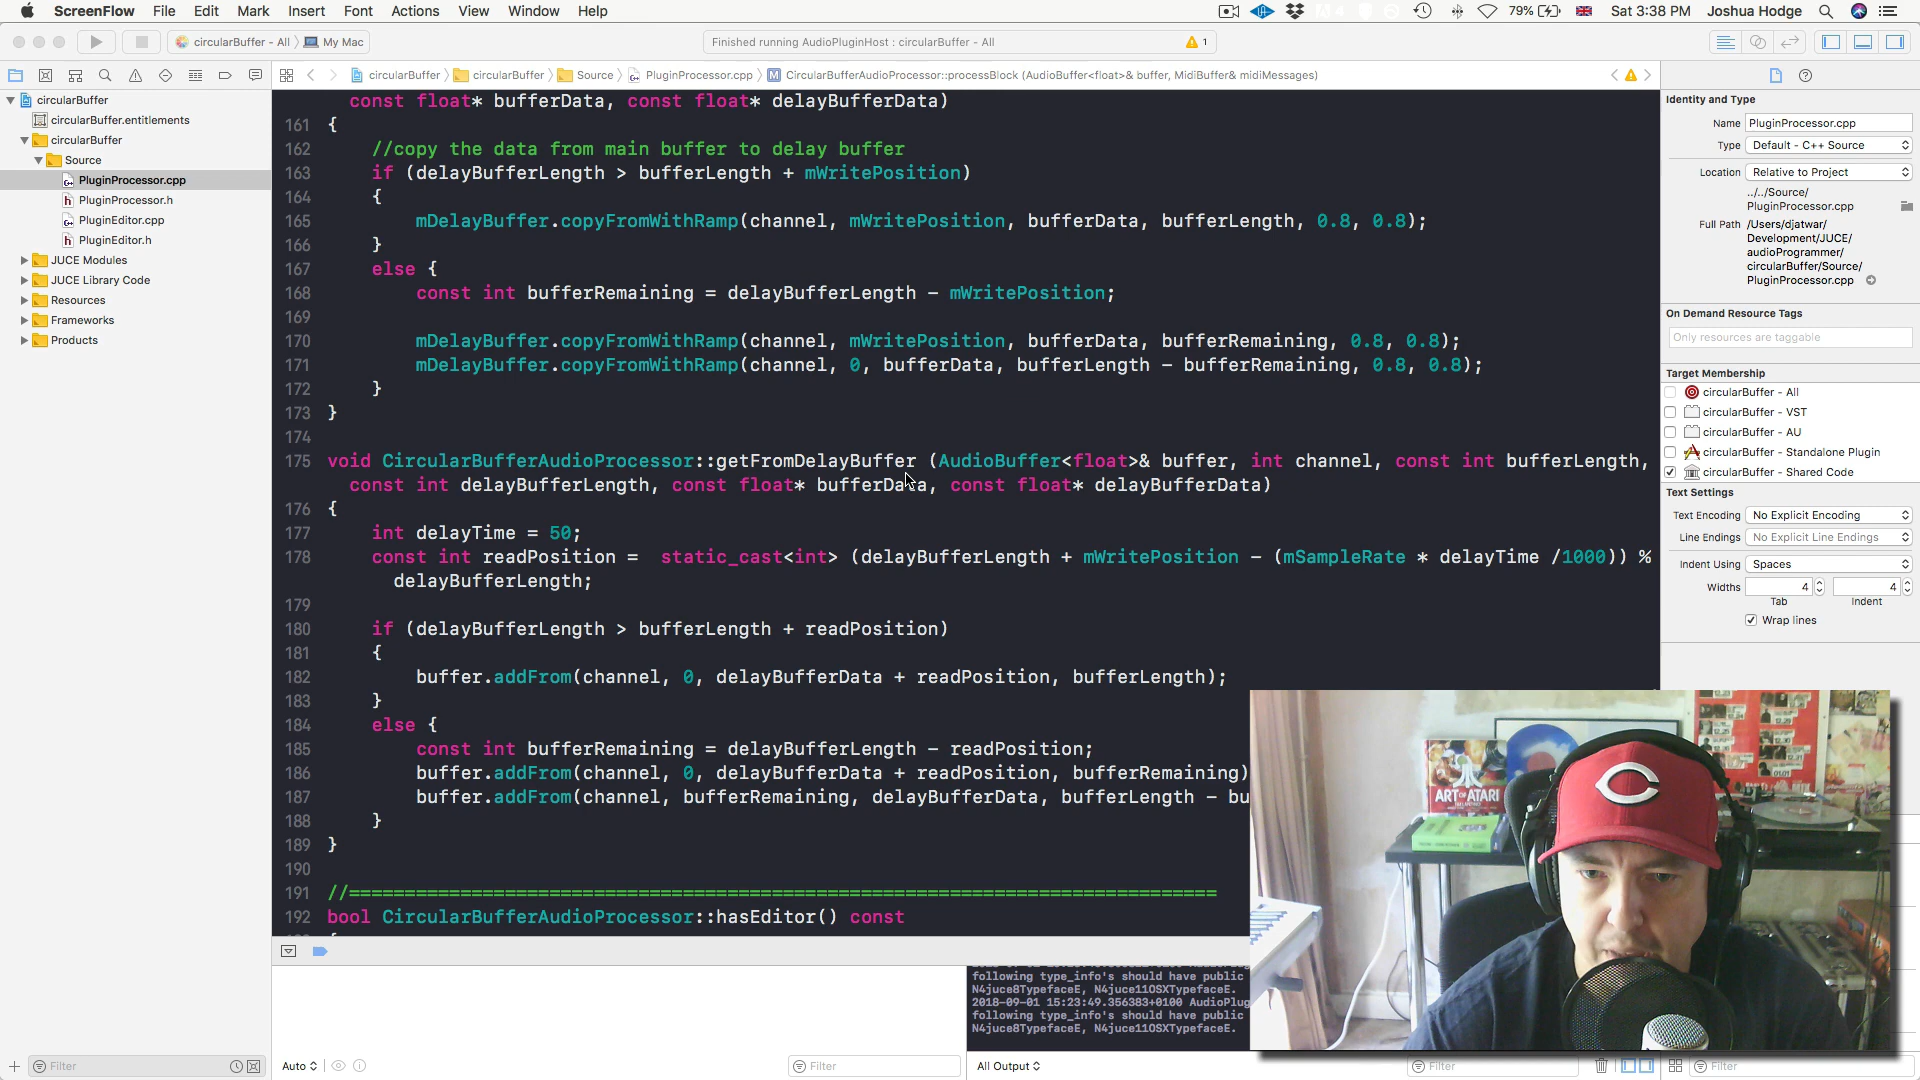 ScreenFlow File Edit Mark Insert Font Actions View Window Help
79% Sat 3:38 PM Joshua Hodge
circularBuffer - All My Mac
Finished running AudioPluginHost : circularBuffer - All
1
circularBuffer circularBuffer Source PluginProcessor.cpp CircularBufferAudioProcessor::processBlock (AudioBuffer<float>& buffer, MidiBuffer& midiMessages)
circularBuffer
circularBuffer.entitlements
circularBuffer
Source
PluginProcessor.cpp
PluginProcessor.h
PluginEditor.cpp
PluginEditor.h
JUCE Modules
JUCE Library Code
Resources
Frameworks
Products
Filter
const float* bufferData, const float* delayBufferData)
161 {
162 //copy the data from main buffer to delay buffer
163 if (delayBufferLength > bufferLength + mWritePosition)
164 {
165 mDelayBuffer.copyFromWithRamp(channel, mWritePosition, bufferData, bufferLength, 0.8, 0.8);
166 }
167 else {
168 const int bufferRemaining = delayBufferLength - mWritePosition;
169
170 mDelayBuffer.copyFromWithRamp(channel, mWritePosition, bufferData, bufferRemaining, 0.8, 0.8);
171 mDelayBuffer.copyFromWithRamp(channel, 0, bufferData, bufferLength - bufferRemaining, 0.8, 0.8);
172 }
173 }
174
175 void CircularBufferAudioProcessor::getFromDelayBuffer (AudioBuffer<float>& buffer, int channel, const int bufferLength,
const int delayBufferLength, const float* bufferData, const float* delayBufferData)
176 {
177 int delayTime = 50;
178 const int readPosition = static_cast<int> (delayBufferLength + mWritePosition - (mSampleRate * delayTime /1000)) %
delayBufferLength;
179
180 if (delayBufferLength > bufferLength + readPosition)
181 {
182 buffer.addFrom(channel, 0, delayBufferData + readPosition, bufferLength);
183 }
184 else {
185 const int bufferRemaining = delayBufferLength - readPosition;
186 buffer.addFrom(channel, 0, delayBufferData + readPosition, bufferRemaining)
187 buffer.addFrom(channel, bufferRemaining, delayBufferData, bufferLength - bu
188 }
189 }
190
191 //==============================================================================
192 bool CircularBufferAudioProcessor::hasEditor() const
Auto
Filter
following type_info's should have public
N4juce8TypefaceE, N4juce11OSXTypefaceE.
2018-09-01 15:23:49.356383+0100 AudioPlug
following type_info's should have public
N4juce8TypefaceE, N4juce11OSXTypefaceE.
All Output
Filter
Identity and Type
Name PluginProcessor.cpp
Type Default - C++ Source
Location Relative to Project
../../Source/
PluginProcessor.cpp
Full Path /Users/djatwar/
Development/JUCE/
audioProgrammer/
circularBuffer/Source/
PluginProcessor.cpp
On Demand Resource Tags
Only resources are taggable
Target Membership
circularBuffer - All
circularBuffer - VST
circularBuffer - AU
circularBuffer - Standalone Plugin
circularBuffer - Shared Code
Text Settings
Text Encoding No Explicit Encoding
Line Endings No Explicit Line Endings
Indent Using Spaces
Widths 4 4
Tab Indent
Wrap lines
Filter
ART OF ATARI